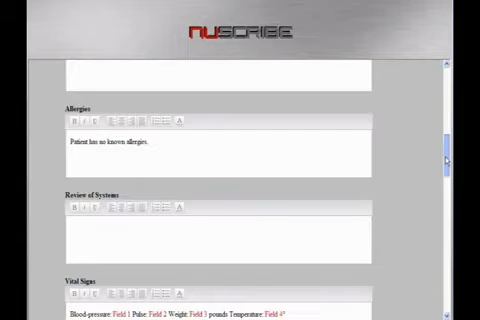 NUSCRIBE
Allergies
B I U A
Patient has no known allergies.
Review of Systems
B I U A
Vital Signs
B I U A
Blood-pressure: Field 1 Pulse: Field 2 Weight: Field 3 pounds Temperature: Field 4°